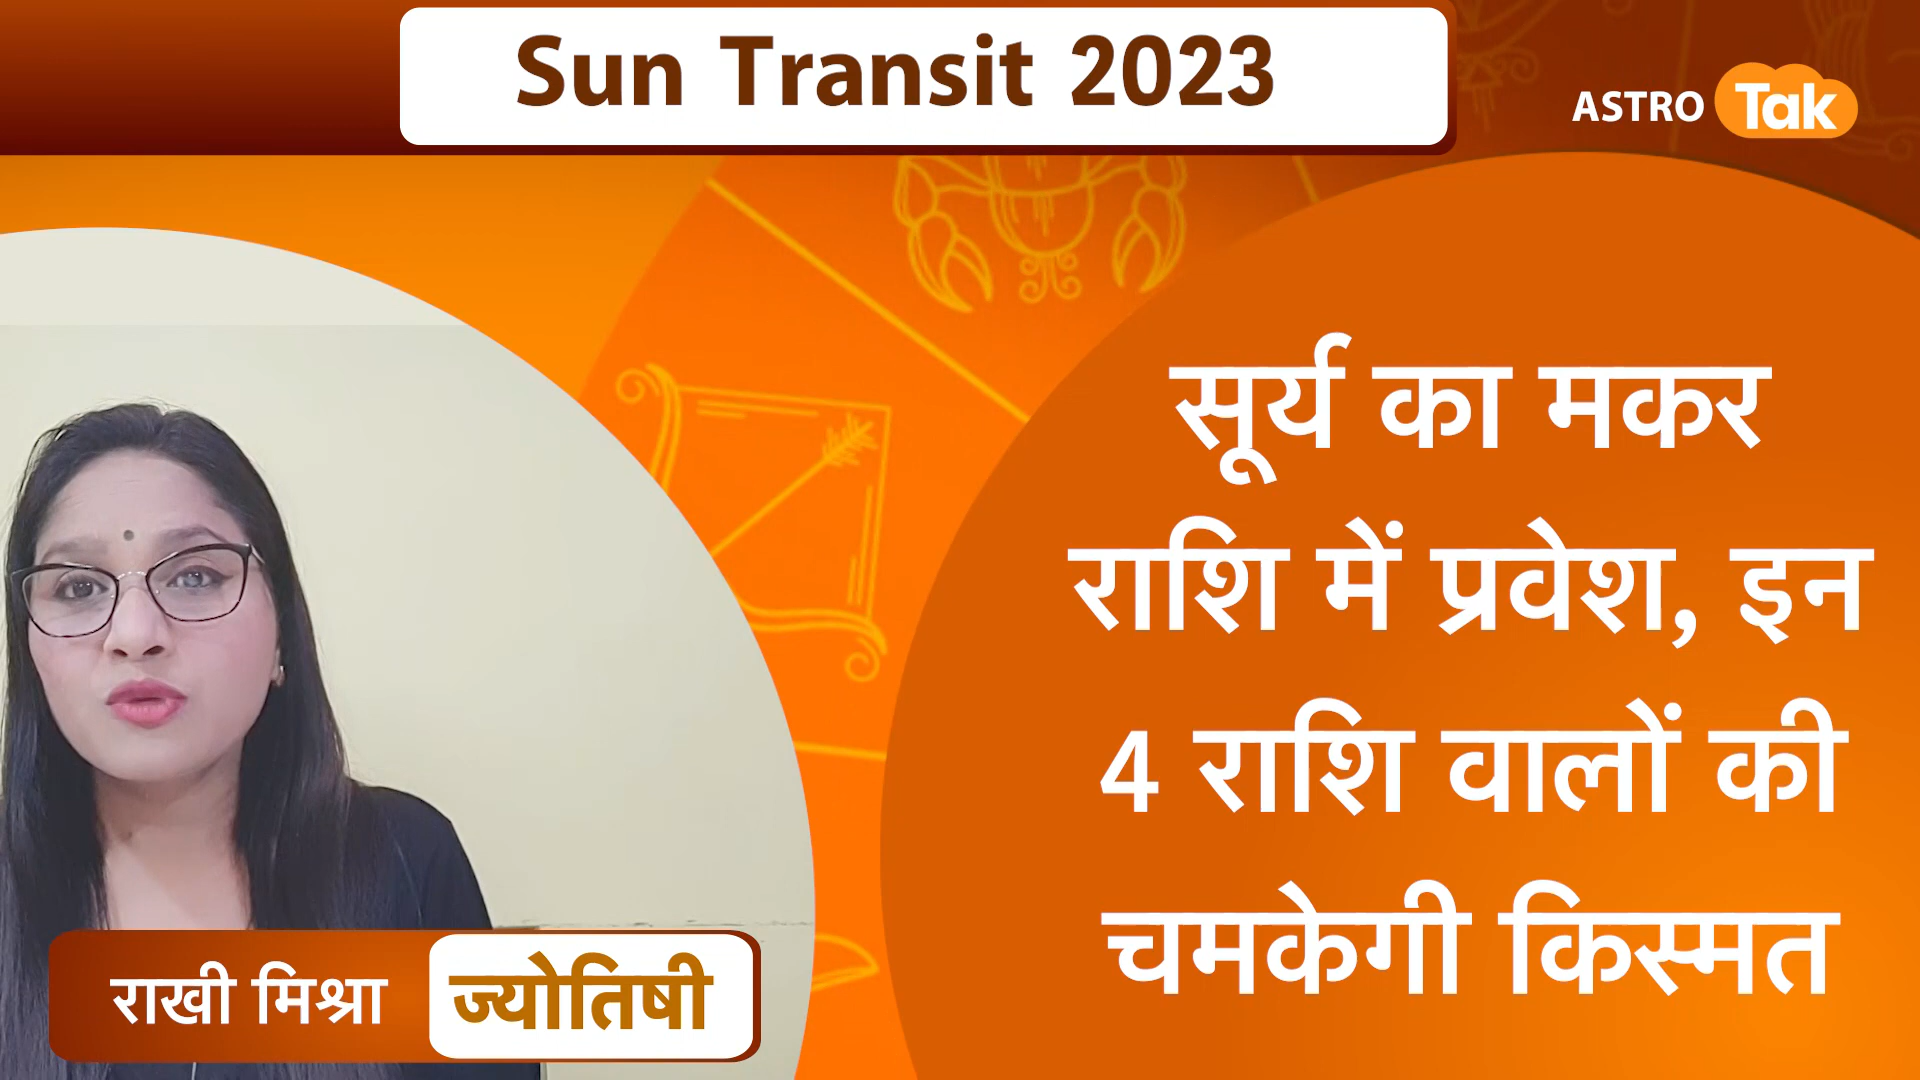 Sun Transit 2023
ASTRO Tak
सूर्य का मकर
राशि में प्रवेश, इन
4 राशि वालों की
चमकेगी किस्मत
राखी मिश्रा ज्योतिषी